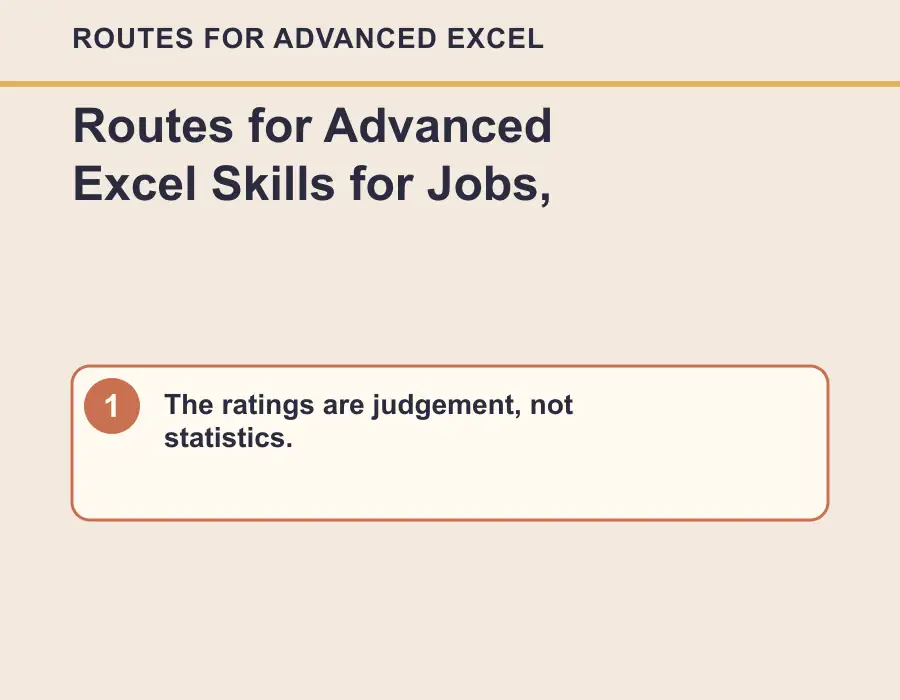 ROUTES FOR ADVANCED EXCEL
Routes for Advanced
Excel Skills for Jobs,
1
The ratings are judgement, not
statistics.